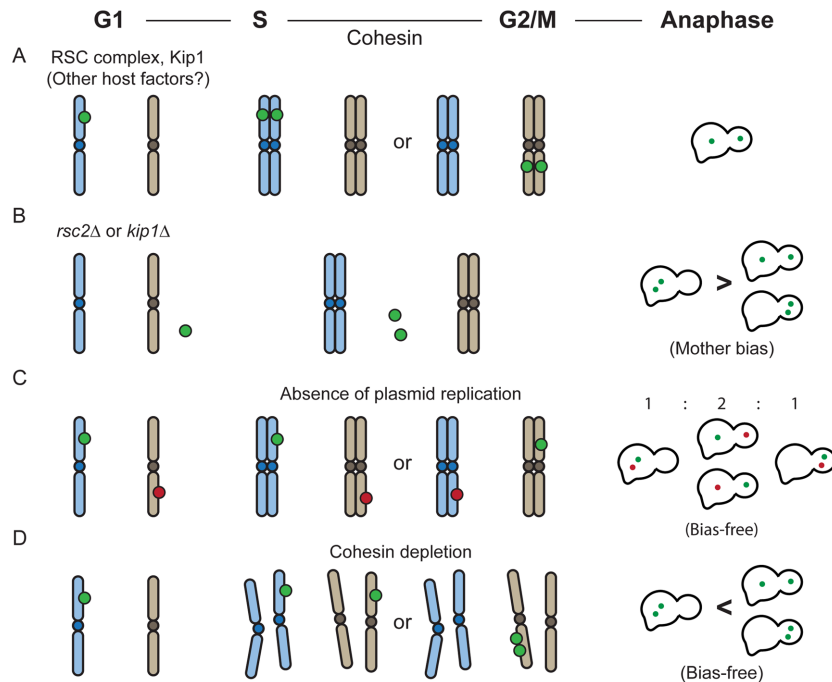 G1 S G2/M Anaphase
Cohesin
A
RSC complex, Kip1
(Other host factors?)
or
B
rsc2Δ or kip1Δ
>
(Mother bias)
C
Absence of plasmid replication
1 : 2 : 1
or
(Bias-free)
D
Cohesin depletion
or
<
(Bias-free)